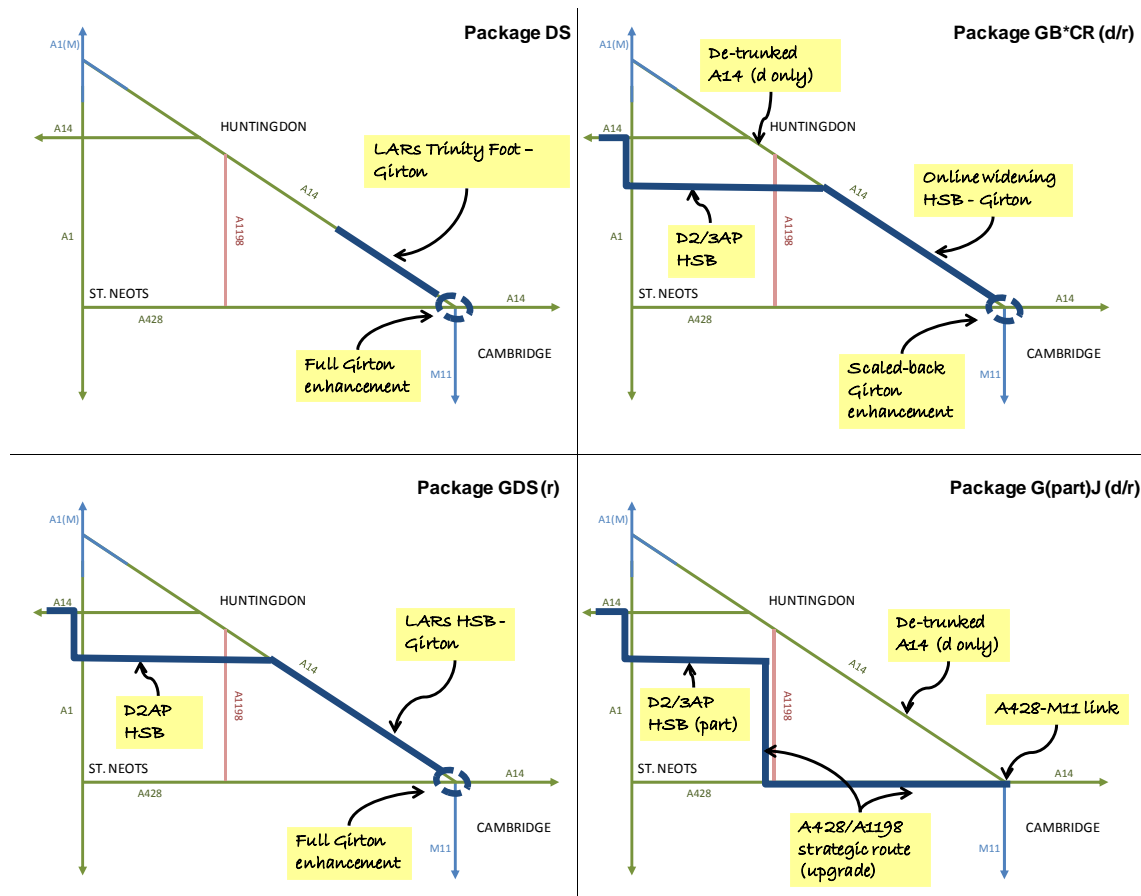 Package DS
A1(M)
A14
HUNTINGDON
LARs Trinity Foot –
Girton
A14
A1
A1198
ST. NEOTS
A428
A14
Full Girton
enhancement
M11
CAMBRIDGE
Package GB*CR (d/r)
A1(M)
De-trunked
A14 (d only)
A14
HUNTINGDON
A14
Online widening
HSB – Girton
A1
D2/3AP
HSB
A1198
ST. NEOTS
A428
A14
CAMBRIDGE
M11
Scaled-back
Girton
enhancement
Package GDS (r)
A1(M)
A14
HUNTINGDON
LARs HSB -
Girton
A14
A1
D2AP
HSB
A1198
ST. NEOTS
A428
A14
Full Girton
enhancement
M11
CAMBRIDGE
Package G(part)J (d/r)
A1(M)
A14
HUNTINGDON
De-trunked
A14 (d only)
A1
D2/3AP
HSB (part)
A1198
A428-M11 link
ST. NEOTS
A428
A14
A428/A1198
strategic route
(upgrade)
M11
CAMBRIDGE